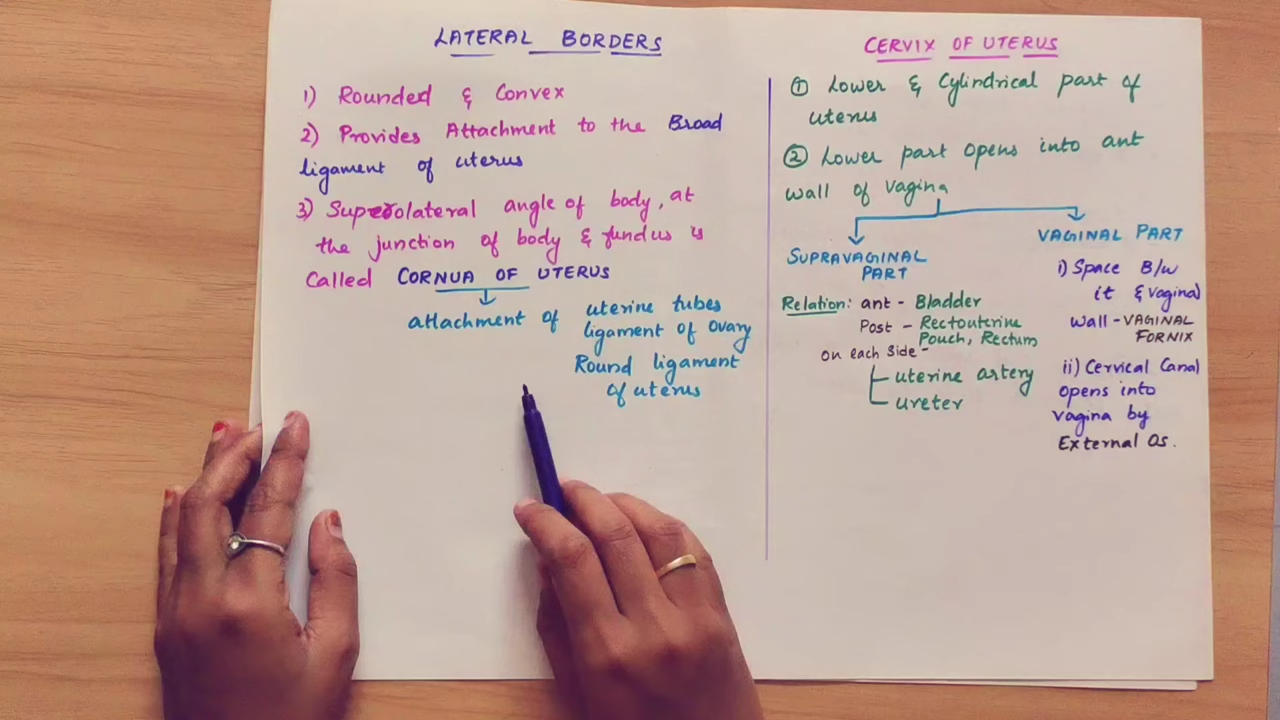 LATERAL BORDERS
1) Rounded & Convex
2) Provides Attachment to the Broad
ligament of uterus
3) Superolateral angle of body, at
the junction of body & fundus is
Called CORNUA OF UTERUS
attachment of uterine tubes
ligament of Ovary
Round ligament
of uterus
CERVIX OF UTERUS
① Lower & Cylindrical part of
uterus
② Lower part opens into ant
wall of vagina
SUPRAVAGINAL
PART
Relation: ant - Bladder
Post - Rectouterine
Pouch, Rectum
On each side -
uterine artery
ureter
VAGINAL PART
i) Space B/w
it & vaginal
wall - VAGINAL
FORNIX
ii) Cervical Canal
opens into
vagina by
External Os.